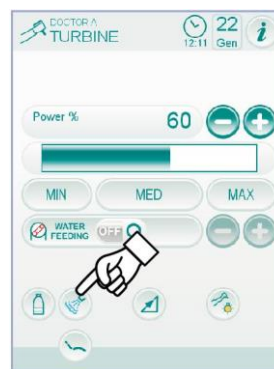 DOCTOR A
TURBINE
12:11
22
Gen
i
Power %
60
MIN
MED
MAX
WATER
FEEDING
OFF